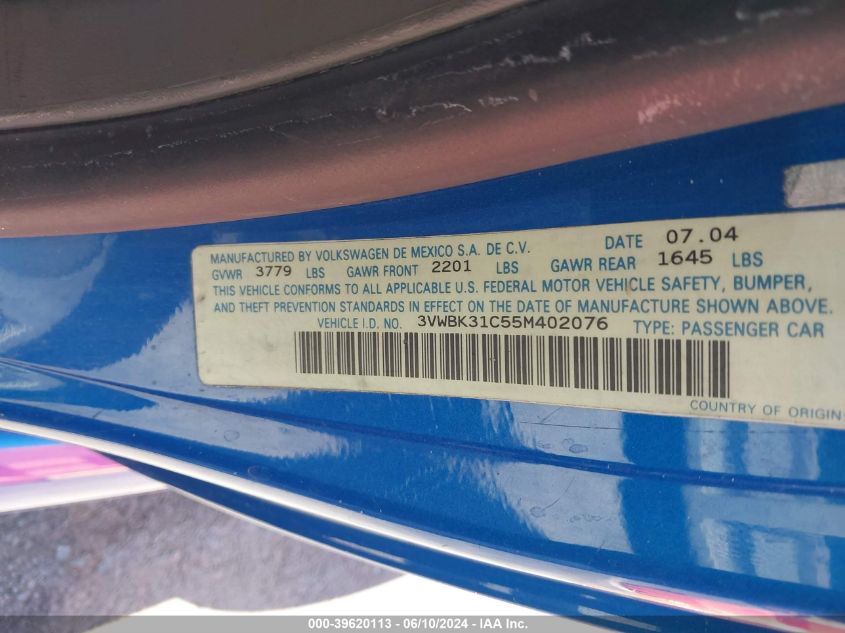 MANUFACTURED BY VOLKSWAGEN DE MEXICO S.A. DE C.V. DATE 07.04
GVWR 3779 LBS GAWR FRONT 2201 LBS GAWR REAR 1645 LBS
THIS VEHICLE CONFORMS TO ALL APPLICABLE U.S. FEDERAL MOTOR VEHICLE SAFETY, BUMPER,
AND THEFT PREVENTION STANDARDS IN EFFECT ON THE DATE OF MANUFACTURE SHOWN ABOVE.
VEHICLE I.D. NO. 3VWBK31C55M402076 TYPE: PASSENGER CAR
COUNTRY OF ORIGIN
000-39620113 - 06/10/2024 - © IAA Inc.